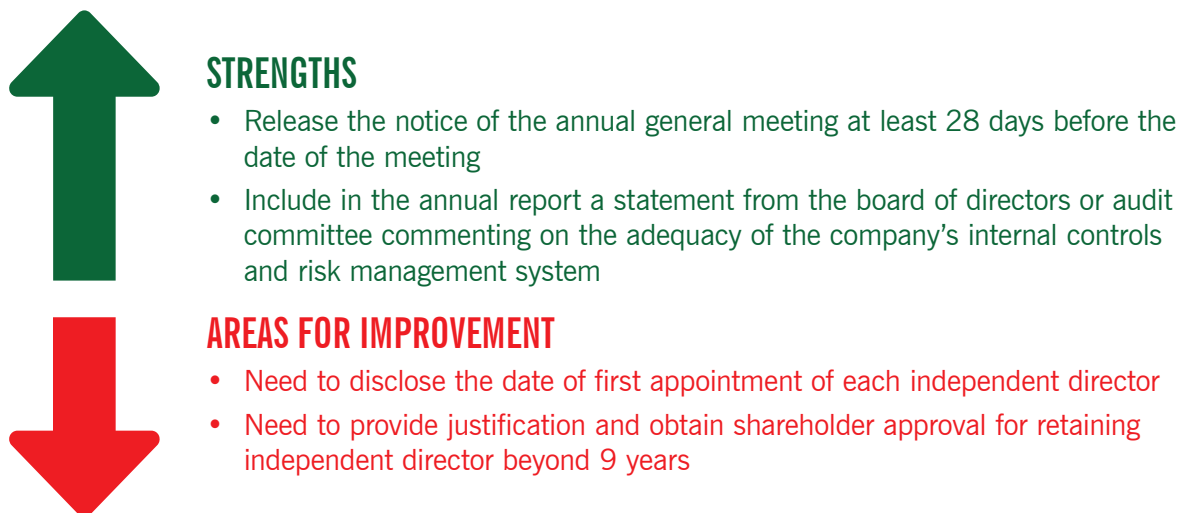 STRENGTHS
• Release the notice of the annual general meeting at least 28 days before the
date of the meeting
• Include in the annual report a statement from the board of directors or audit
committee commenting on the adequacy of the company’s internal controls
and risk management system
AREAS FOR IMPROVEMENT
• Need to disclose the date of first appointment of each independent director
• Need to provide justification and obtain shareholder approval for retaining
independent director beyond 9 years